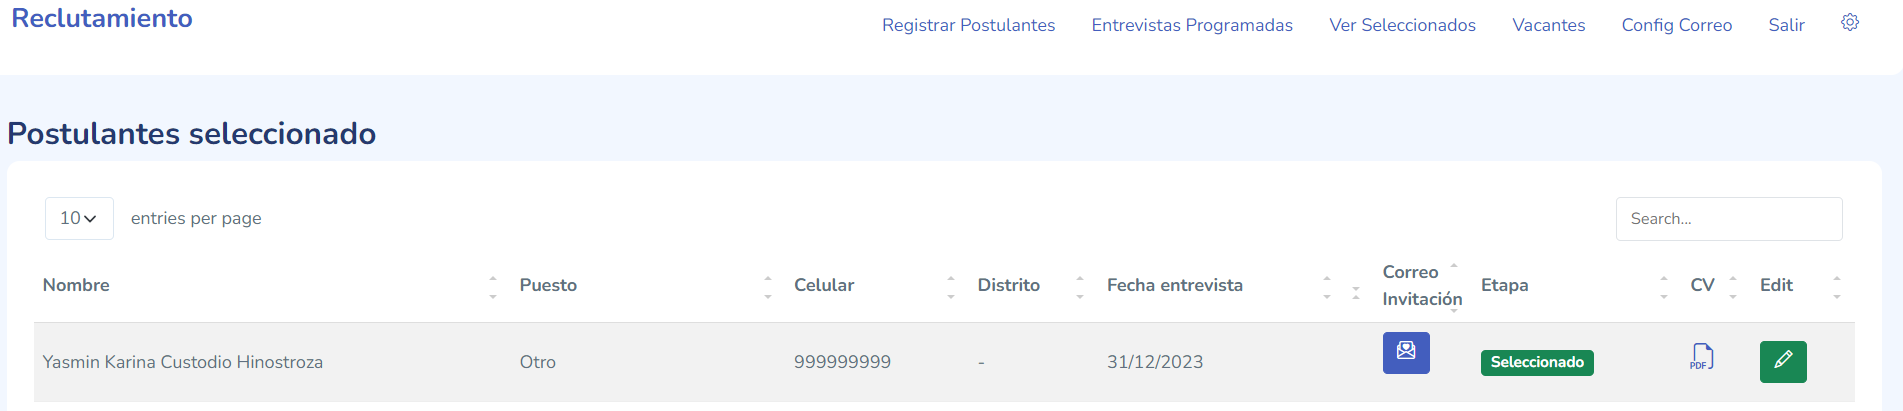 Reclutamiento
Registrar Postulantes Entrevistas Programadas Ver Seleccionados Vacantes Config Correo Salir
Postulantes seleccionado
10 entries per page Search...
Nombre Puesto Celular Distrito Fecha entrevista Correo Invitación Etapa CV Edit
Yasmin Karina Custodio Hinostroza Otro 999999999 - 31/12/2023 Seleccionado PDF